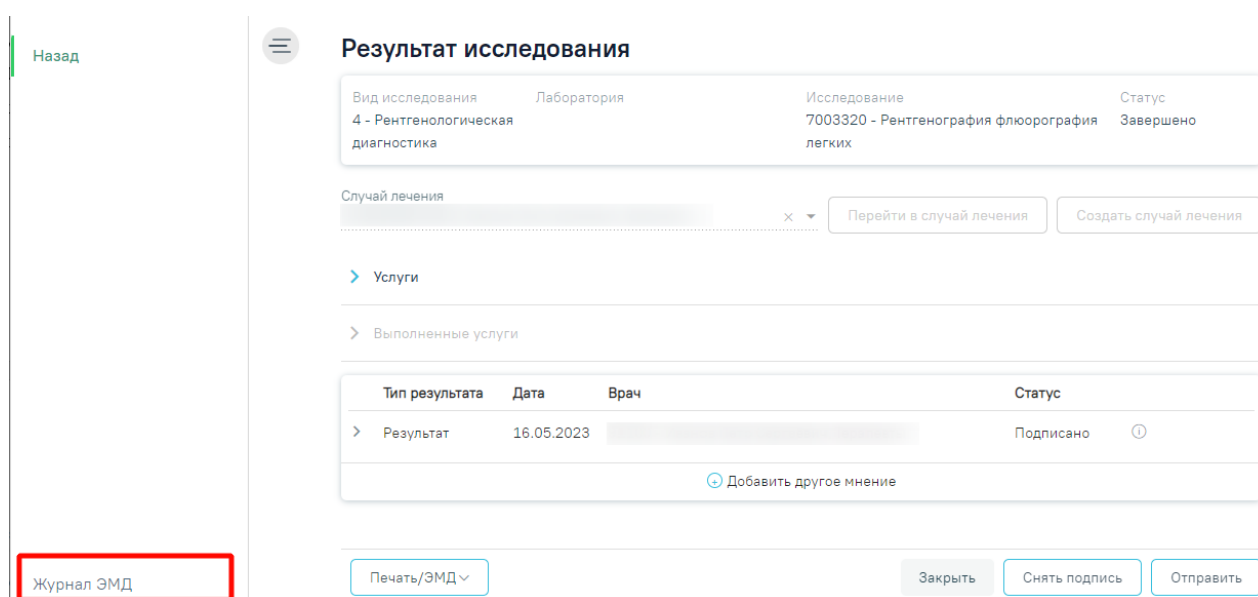 Назад
Результат исследования
Вид исследования Лаборатория Исследование Статус
4 - Рентгенологическая 7003320 - Рентгенография флюорография Завершено
диагностика легких
Случай лечения
Перейти в случай лечения Создать случай лечения
Услуги
Выполненные услуги
Тип результата Дата Врач Статус
Результат 16.05.2023 Подписано
Добавить другое мнение
Журнал ЭМД Печать/ЭМД Закрыть Снять подпись Отправить